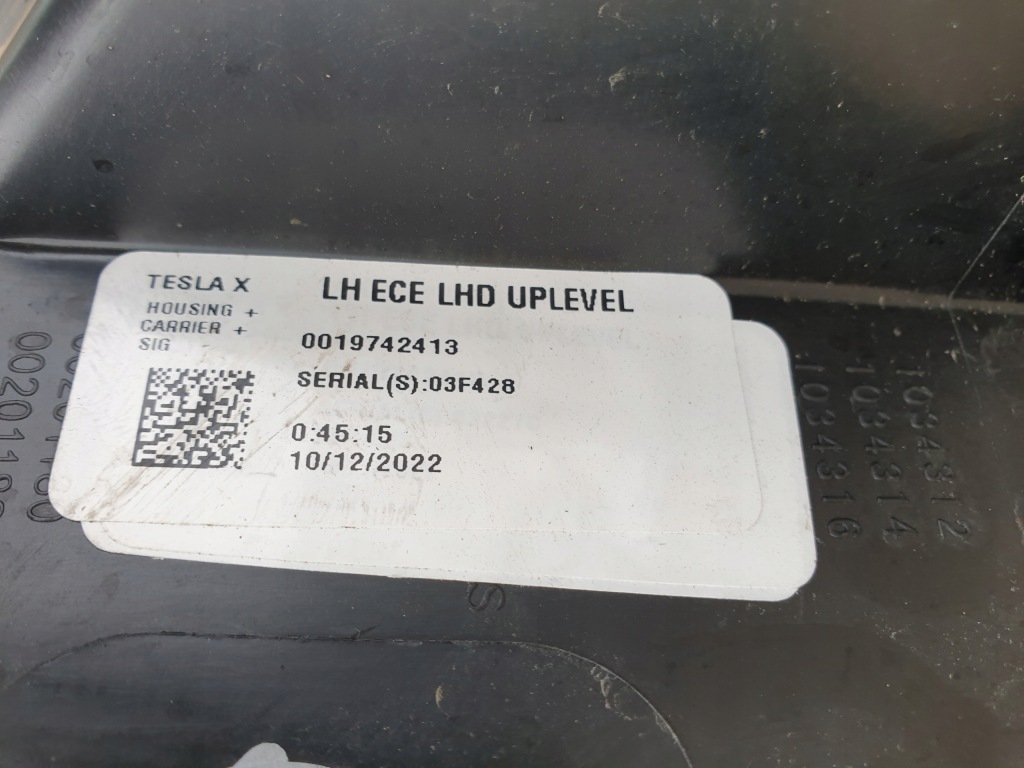 TESLA X
HOUSING +
CARRIER +
SIG
LH ECE LHD UPLEVEL
0019742413
SERIAL(S):03F428
0:45:15
10/12/2022
1034312
1034314
1034316
S